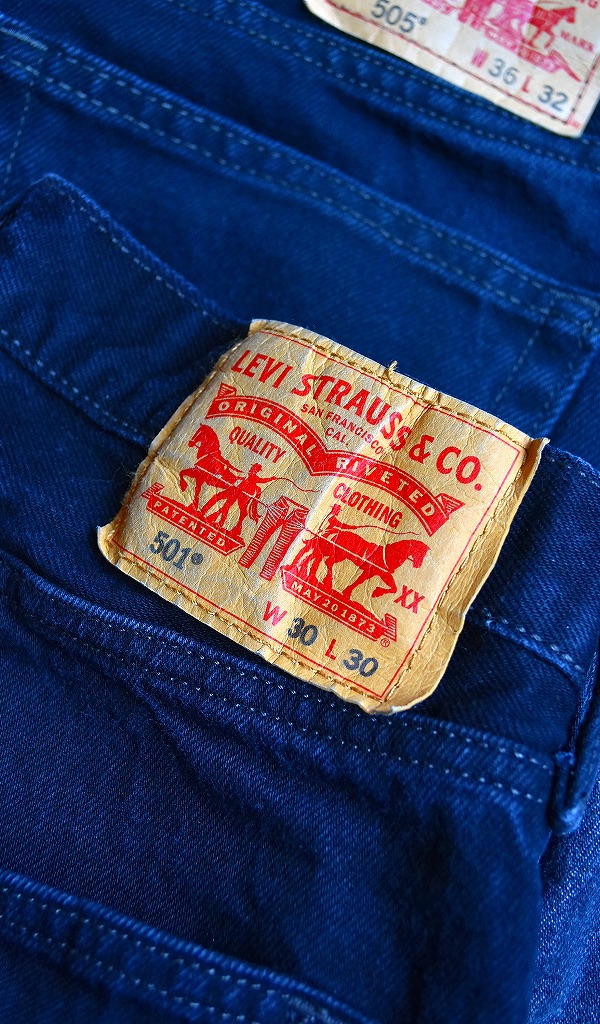 505®
W 36 L 32
LEVI STRAUSS & CO.
SAN FRANCISCO,
CAL.
ORIGINAL RIVETED
QUALITY CLOTHING
PATENTED
501®
XX
MAY 20 1873 ®
W 30 L 30